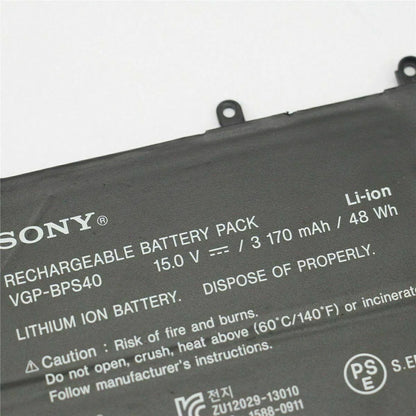 SONY®
RECHARGEABLE BATTERY PACK Li-ion
VGP-BPS40 15.0 V ⎓ / 3 170 mAh / 48 Wh
LITHIUM ION BATTERY. DISPOSE OF PROPERLY.
⚠ Caution : Risk of fire and burns.
Do not open, crush, heat above (60°C/140°F) or incinerate
Follow manufacturer's instructions.
전지
ZU12029-13010
1588-0911
PS
E